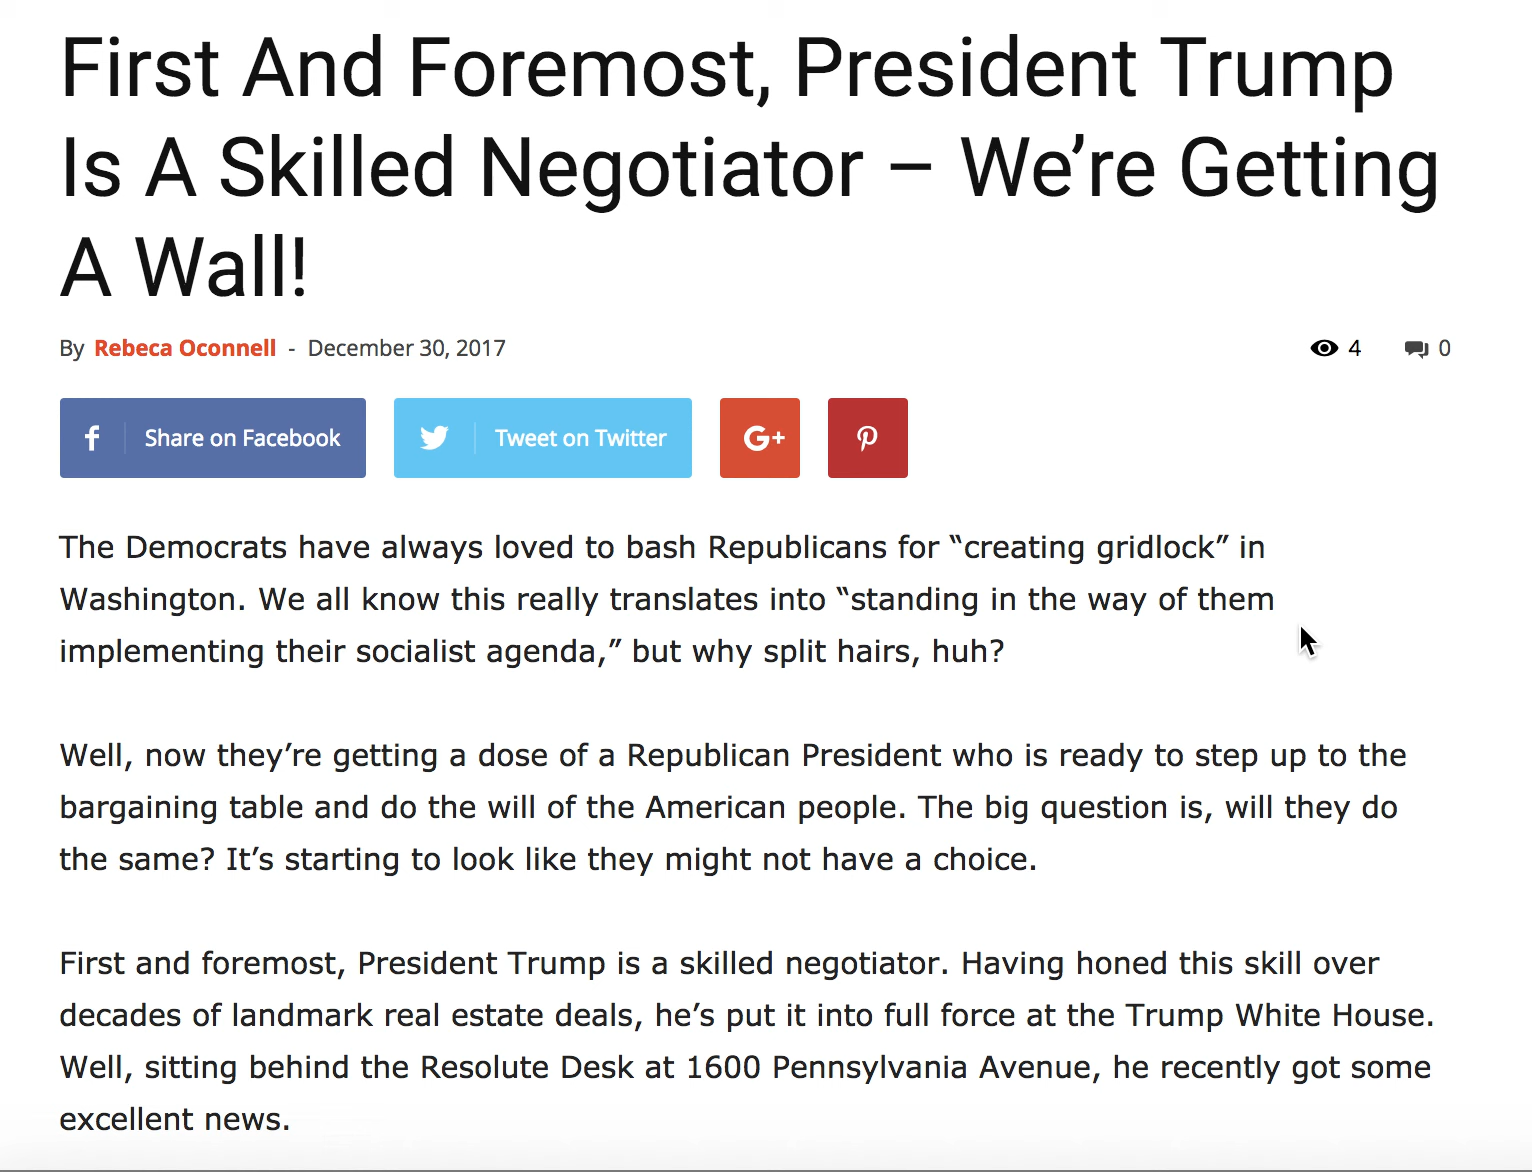 First And Foremost, President Trump
Is A Skilled Negotiator – We’re Getting
A Wall!
By Rebeca Oconnell - December 30, 2017 4 0
f Share on Facebook Tweet on Twitter G+
The Democrats have always loved to bash Republicans for “creating gridlock” in
Washington. We all know this really translates into “standing in the way of them
implementing their socialist agenda,” but why split hairs, huh?
Well, now they’re getting a dose of a Republican President who is ready to step up to the
bargaining table and do the will of the American people. The big question is, will they do
the same? It’s starting to look like they might not have a choice.
First and foremost, President Trump is a skilled negotiator. Having honed this skill over
decades of landmark real estate deals, he’s put it into full force at the Trump White House.
Well, sitting behind the Resolute Desk at 1600 Pennsylvania Avenue, he recently got some
excellent news.